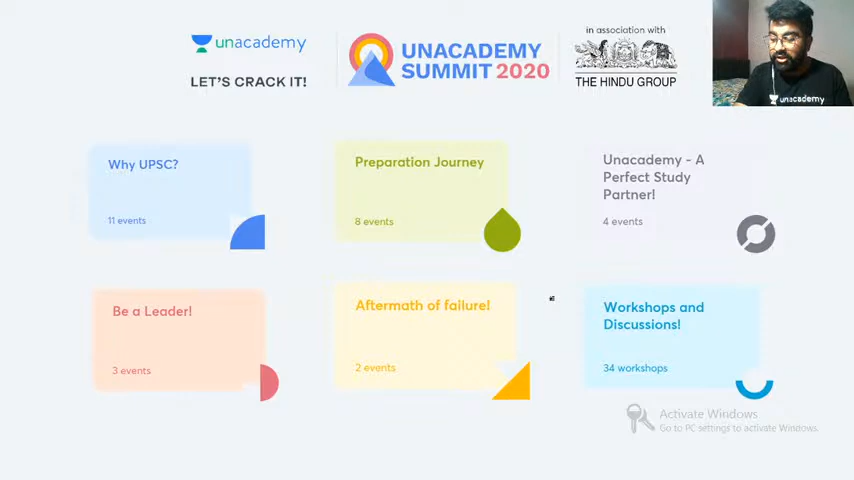 unacademy
LET'S CRACK IT!
UNACADEMY
SUMMIT 2020
in association with
THE HINDU GROUP
unacademy
Why UPSC?
11 events
Preparation Journey
8 events
Unacademy - A
Perfect Study
Partner!
4 events
Be a Leader!
3 events
Aftermath of failure!
2 events
Workshops and
Discussions!
34 workshops
Activate Windows
Go to PC settings to activate Windows.